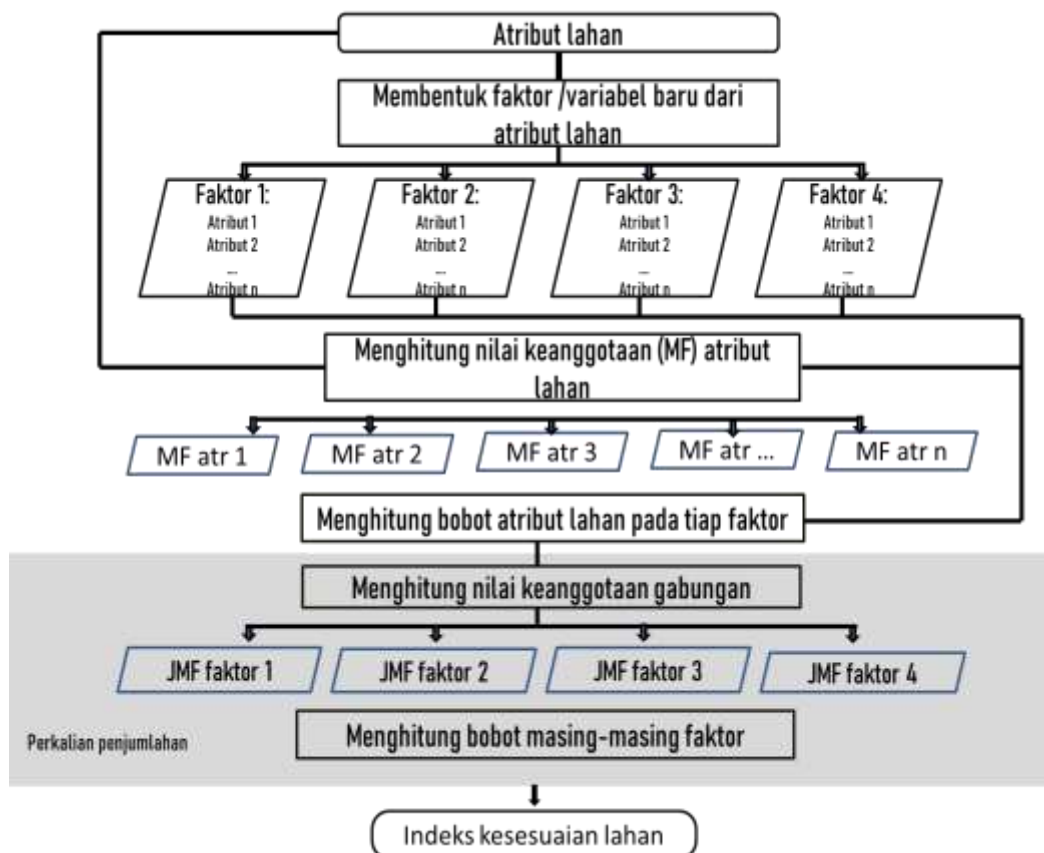 Atribut lahan
Membentuk faktor /variabel baru dari
atribut lahan
Faktor 1:
Atribut 1
Atribut 2
...
Atribut n
Faktor 2:
Atribut 1
Atribut 2
...
Atribut n
Faktor 3:
Atribut 1
Atribut 2
...
Atribut n
Faktor 4:
Atribut 1
Atribut 2
...
Atribut n
Menghitung nilai keanggotaan (MF) atribut
lahan
MF atr 1
MF atr 2
MF atr 3
MF atr ...
MF atr n
Menghitung bobot atribut lahan pada tiap faktor
Menghitung nilai keanggotaan gabungan
JMF faktor 1
JMF faktor 2
JMF faktor 3
JMF faktor 4
Menghitung bobot masing-masing faktor
Perkalian penjumlahan
Indeks kesesuaian lahan